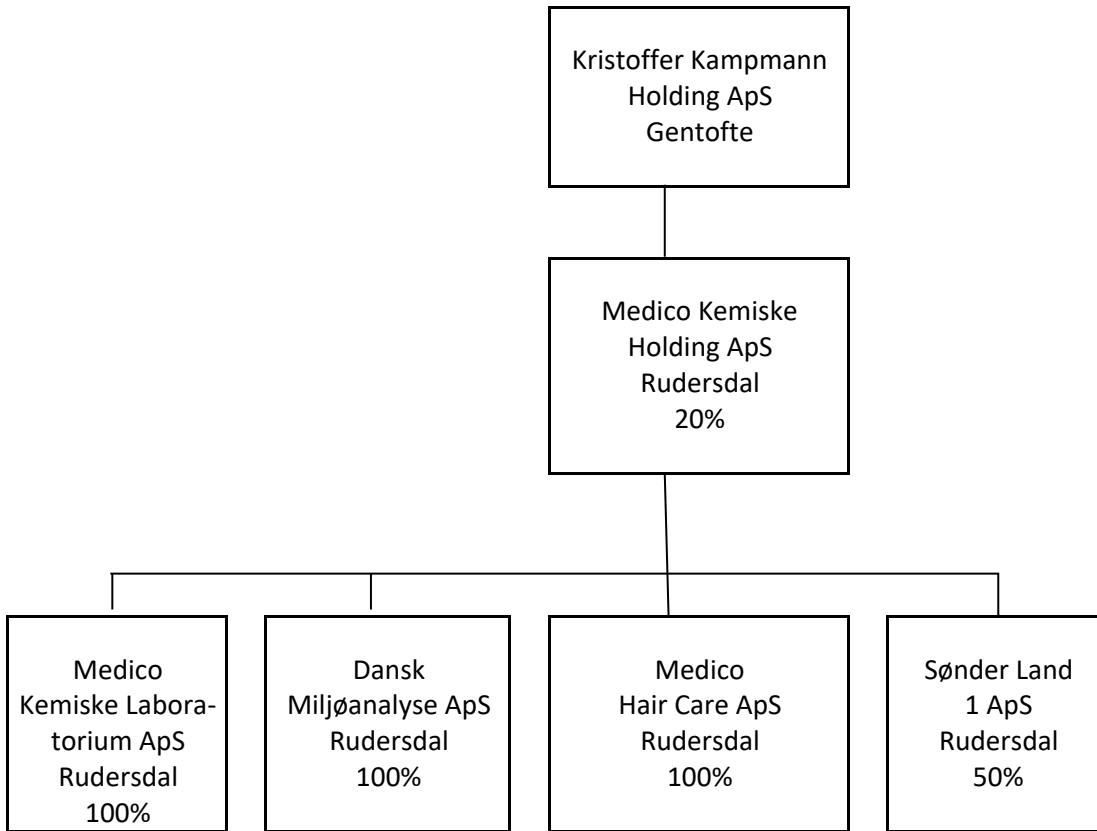 Kristoffer Kampmann
Holding ApS
Gentofte
Medico Kemiske
Holding ApS
Rudersdal
20%
Medico
Kemiske Labora-
torium ApS
Rudersdal
100%
Dansk
Miljøanalyse ApS
Rudersdal
100%
Medico
Hair Care ApS
Rudersdal
100%
Sønder Land
1 ApS
Rudersdal
50%